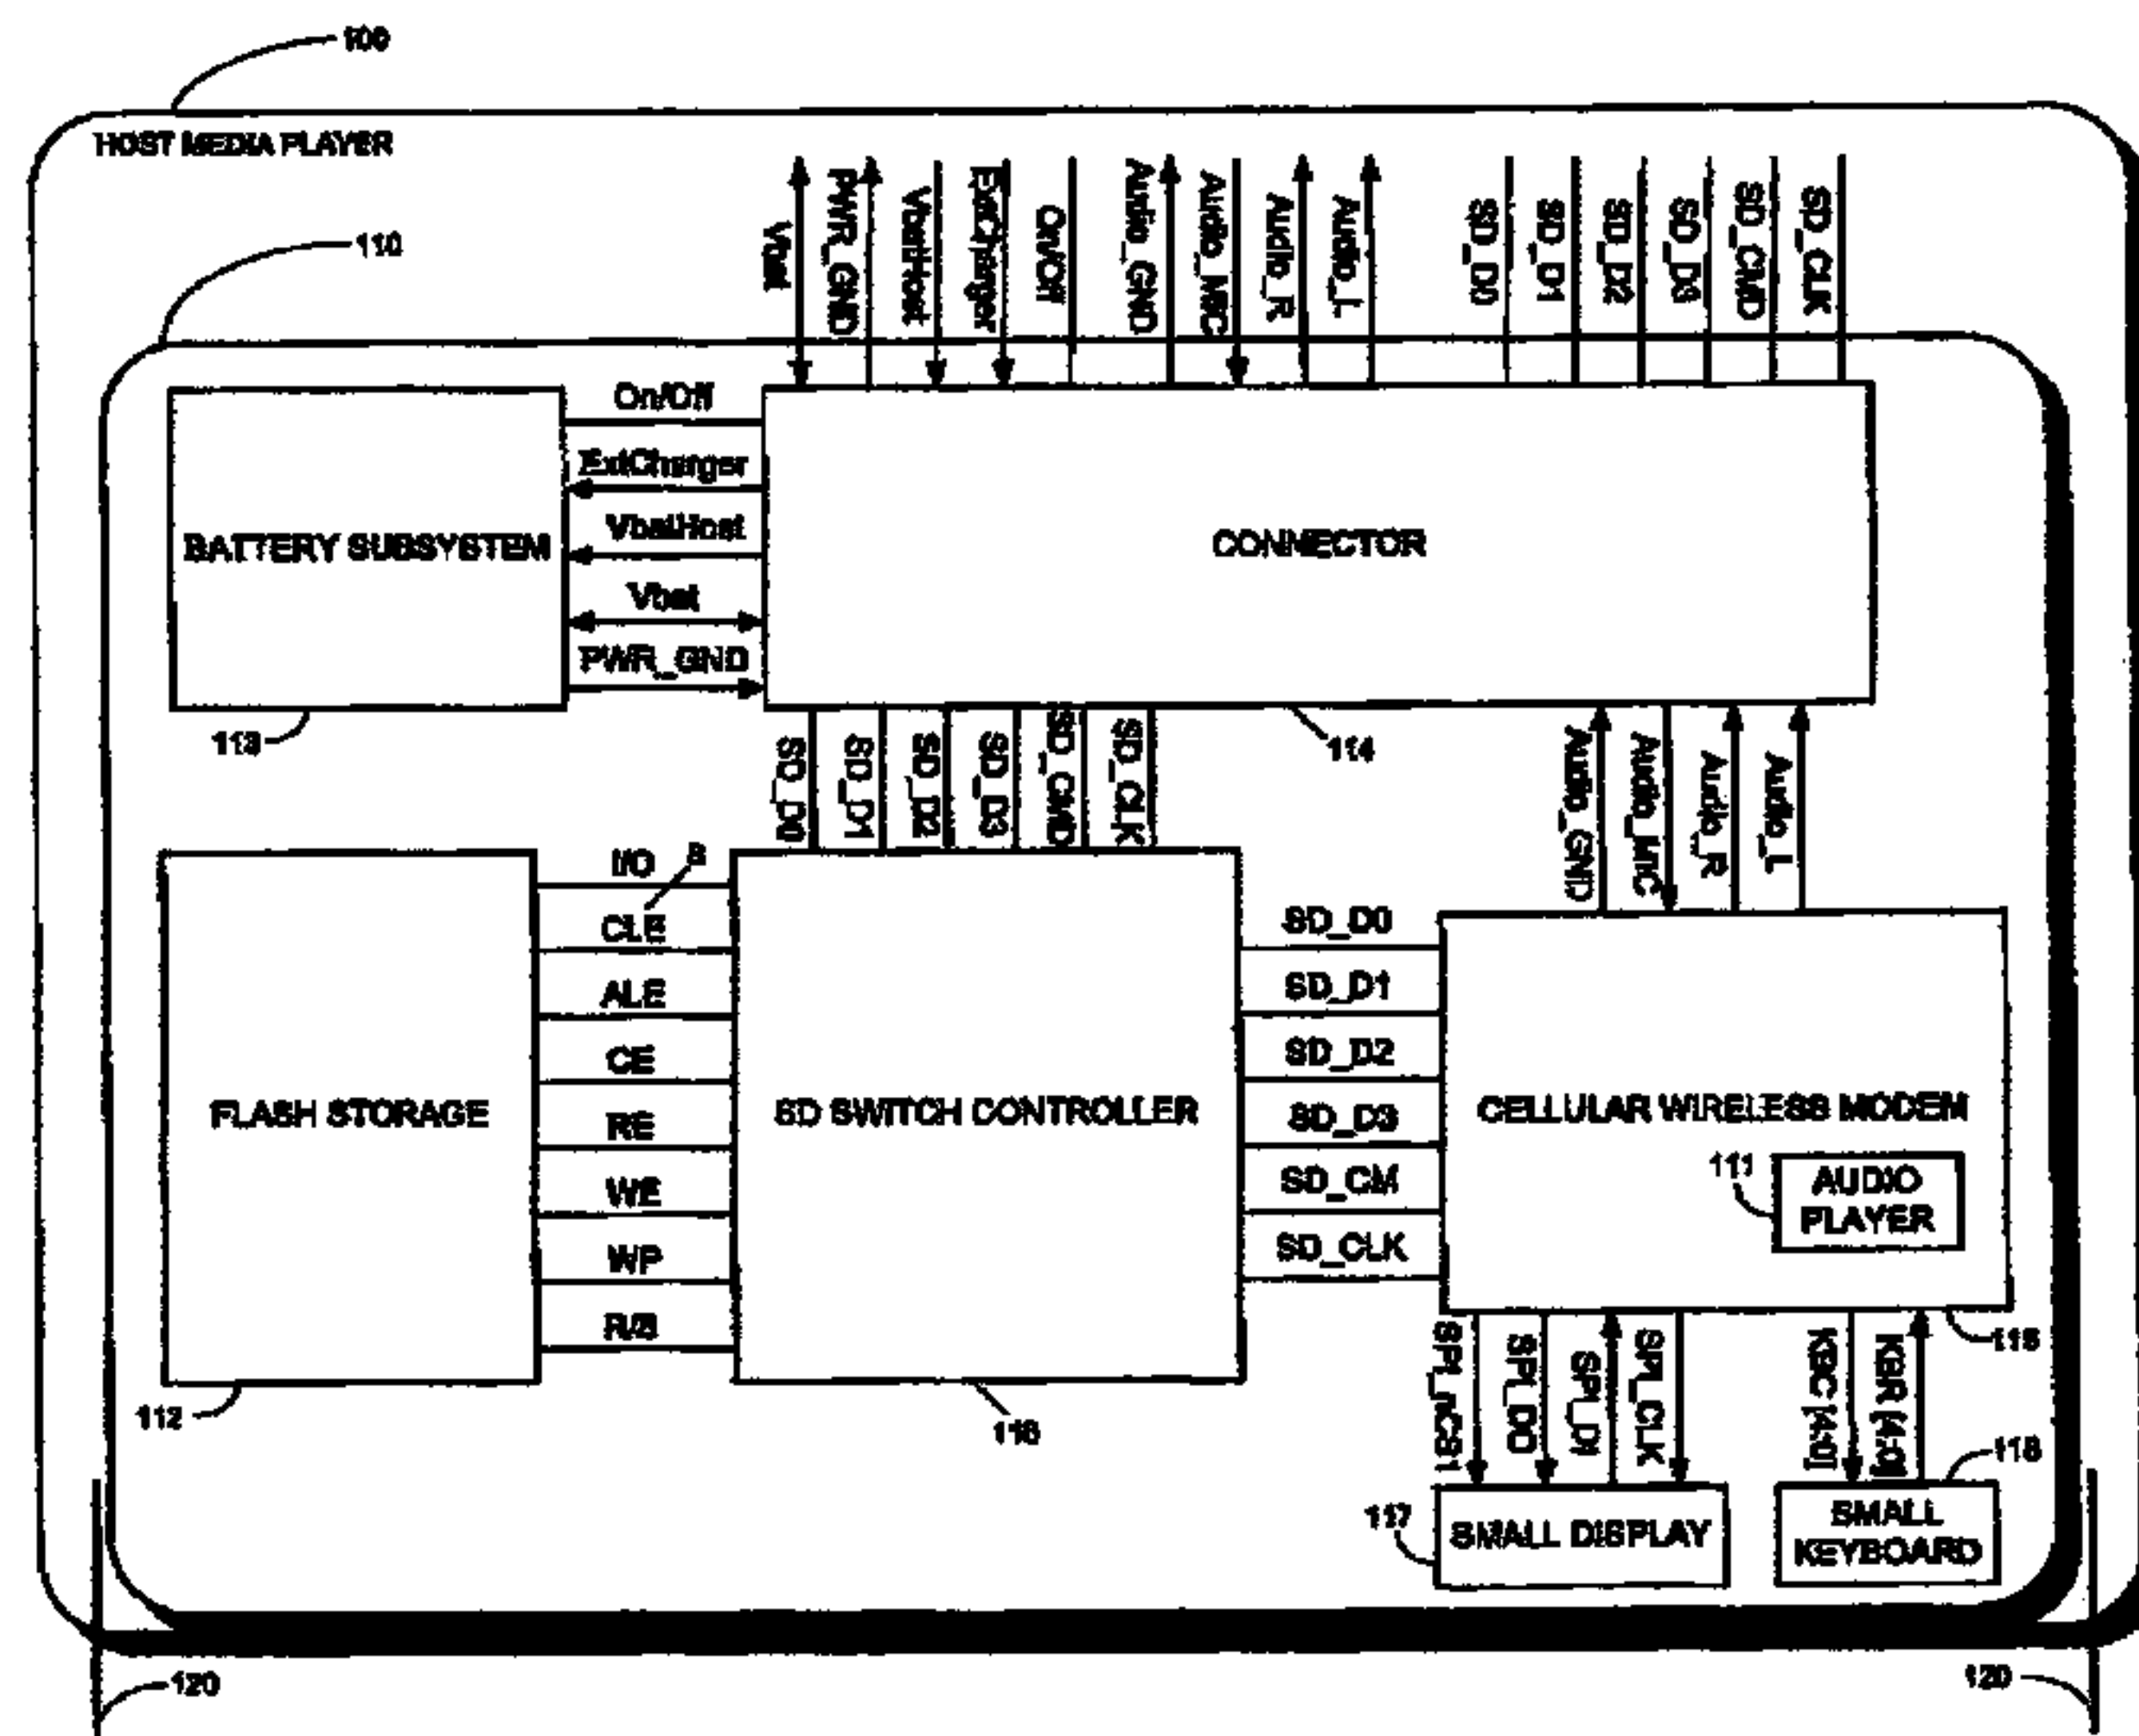 100
HOST MEDIA PLAYER
110
Vbat
PWR_GND
VbatHost
ExtCharger
On/Off
Audio_GND
Audio_MIC
Audio_R
Audio_L
SD_D0
SD_D1
SD_D2
SD_D3
SD_CMD
SD_CLK
BATTERY SUBSYSTEM
On/Off
ExtCharger
VbatHost
Vbat
PWR_GND
CONNECTOR
113
114
SD_D0
SD_D1
SD_D2
SD_D3
SD_CMD
SD_CLK
Audio_GND
Audio_MIC
Audio_R
Audio_L
FLASH STORAGE
I/O
8
CLE
ALE
CE
RE
WE
WP
R/B
SD SWITCH CONTROLLER
SD_D0
SD_D1
SD_D2
SD_D3
SD_CM
SD_CLK
CELLULAR WIRELESS MODEM
111
AUDIO
PLAYER
112
116
115
SPI_nCS1
SPI_DO
SPI_DI
SPI_CLK
KBC [4:0]
KBR [4:0]
118
117
SMALL DISPLAY
SMALL
KEYBOARD
120
120